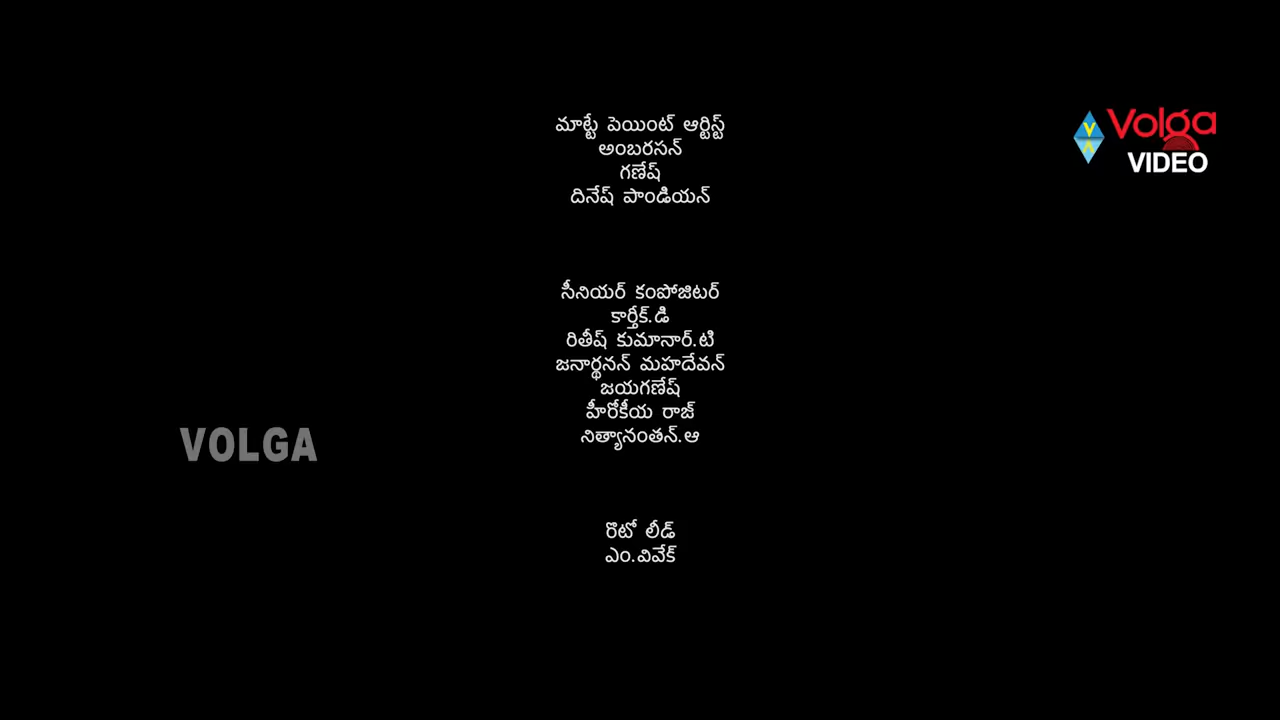 మాట్టే పెయింట్ ఆర్టిస్ట్
అంబరసన్
గణేష్
దినేష్ పాండియన్
Volga
VIDEO
సీనియర్ కంపోజిటర్
కార్తీక్.డి
రితీష్ కుమానార్.టి
జనార్థనన్ మహదేవన్
జయగణేష్
హీరోకీయ రాజ్
నిత్యానంతన్.ఆ
VOLGA
రొటో లీడ్
ఎం.వివేక్